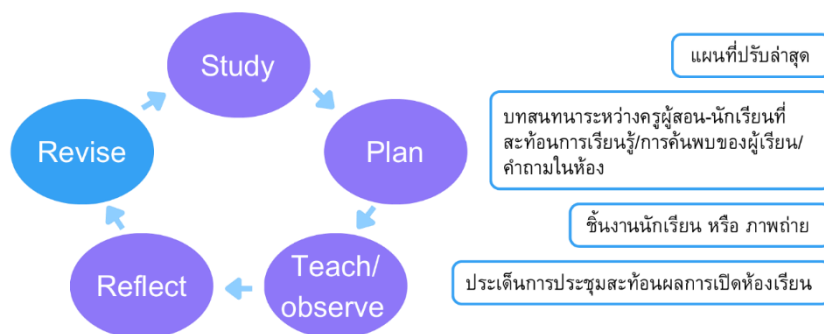 Study
Plan
Teach/
observe
Reflect
Revise
แผนที่ปรับล่าสุด
บทสนทนาระหว่างครูผู้สอน-นักเรียนที่
สะท้อนการเรียนรู้/การค้นพบของผู้เรียน/
คำถามในห้อง
ชิ้นงานนักเรียน หรือ ภาพถ่าย
ประเด็นการประชุมสะท้อนผลการเปิดห้องเรียน